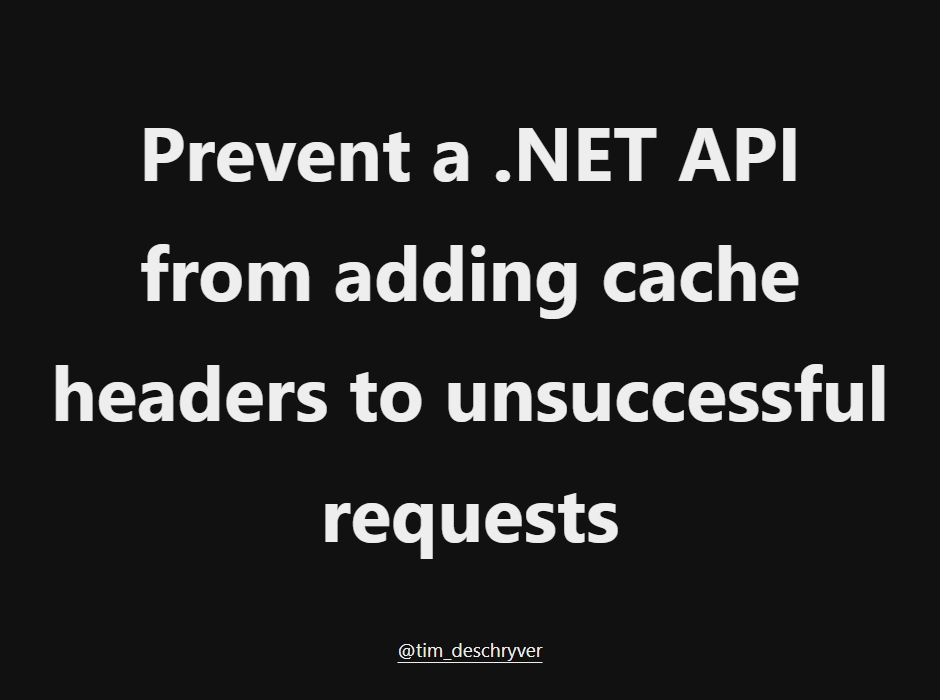 Prevent a .NET API
from adding cache
headers to unsuccessful
requests
@tim_deschryver